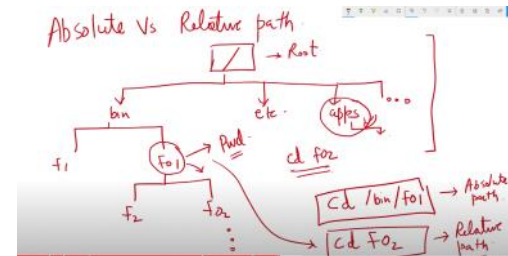 Absolute Vs Relative path.
/ → Root
bin etc. apps ...
f1 fo1 → Pwd
cd fo2
f2 fo2
cd /bin/fo1 → Absolute path
cd fo2 → Relative path